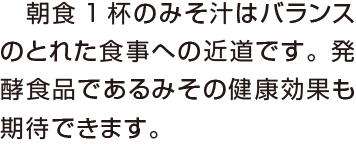 朝食1杯のみそ汁はバランス
のとれた食事への近道です。発
酵食品であるみその健康効果も
期待できます。